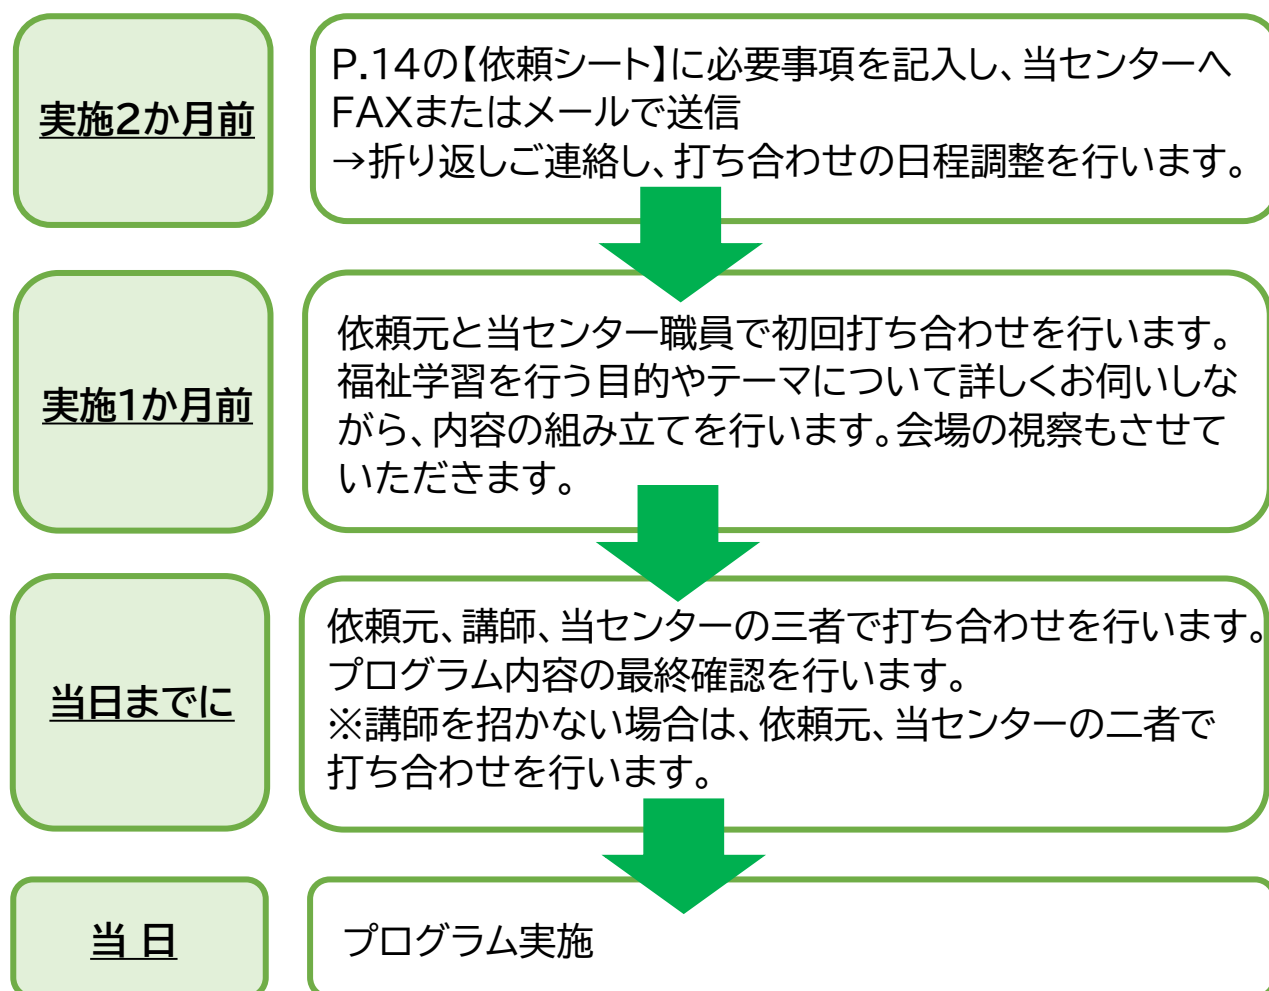 実施2か月前
P.14の【依頼シート】に必要事項を記入し、当センターへ
FAXまたはメールで送信
→折り返しご連絡し、打ち合わせの日程調整を行います。
実施1か月前
依頼元と当センター職員で初回打ち合わせを行います。
福祉学習を行う目的やテーマについて詳しくお伺いしな
がら、内容の組み立てを行います。会場の視察もさせて
いただきます。
当日までに
依頼元、講師、当センターの三者で打ち合わせを行います。
プログラム内容の最終確認を行います。
※講師を招かない場合は、依頼元、当センターの二者で
打ち合わせを行います。
当 日
プログラム実施